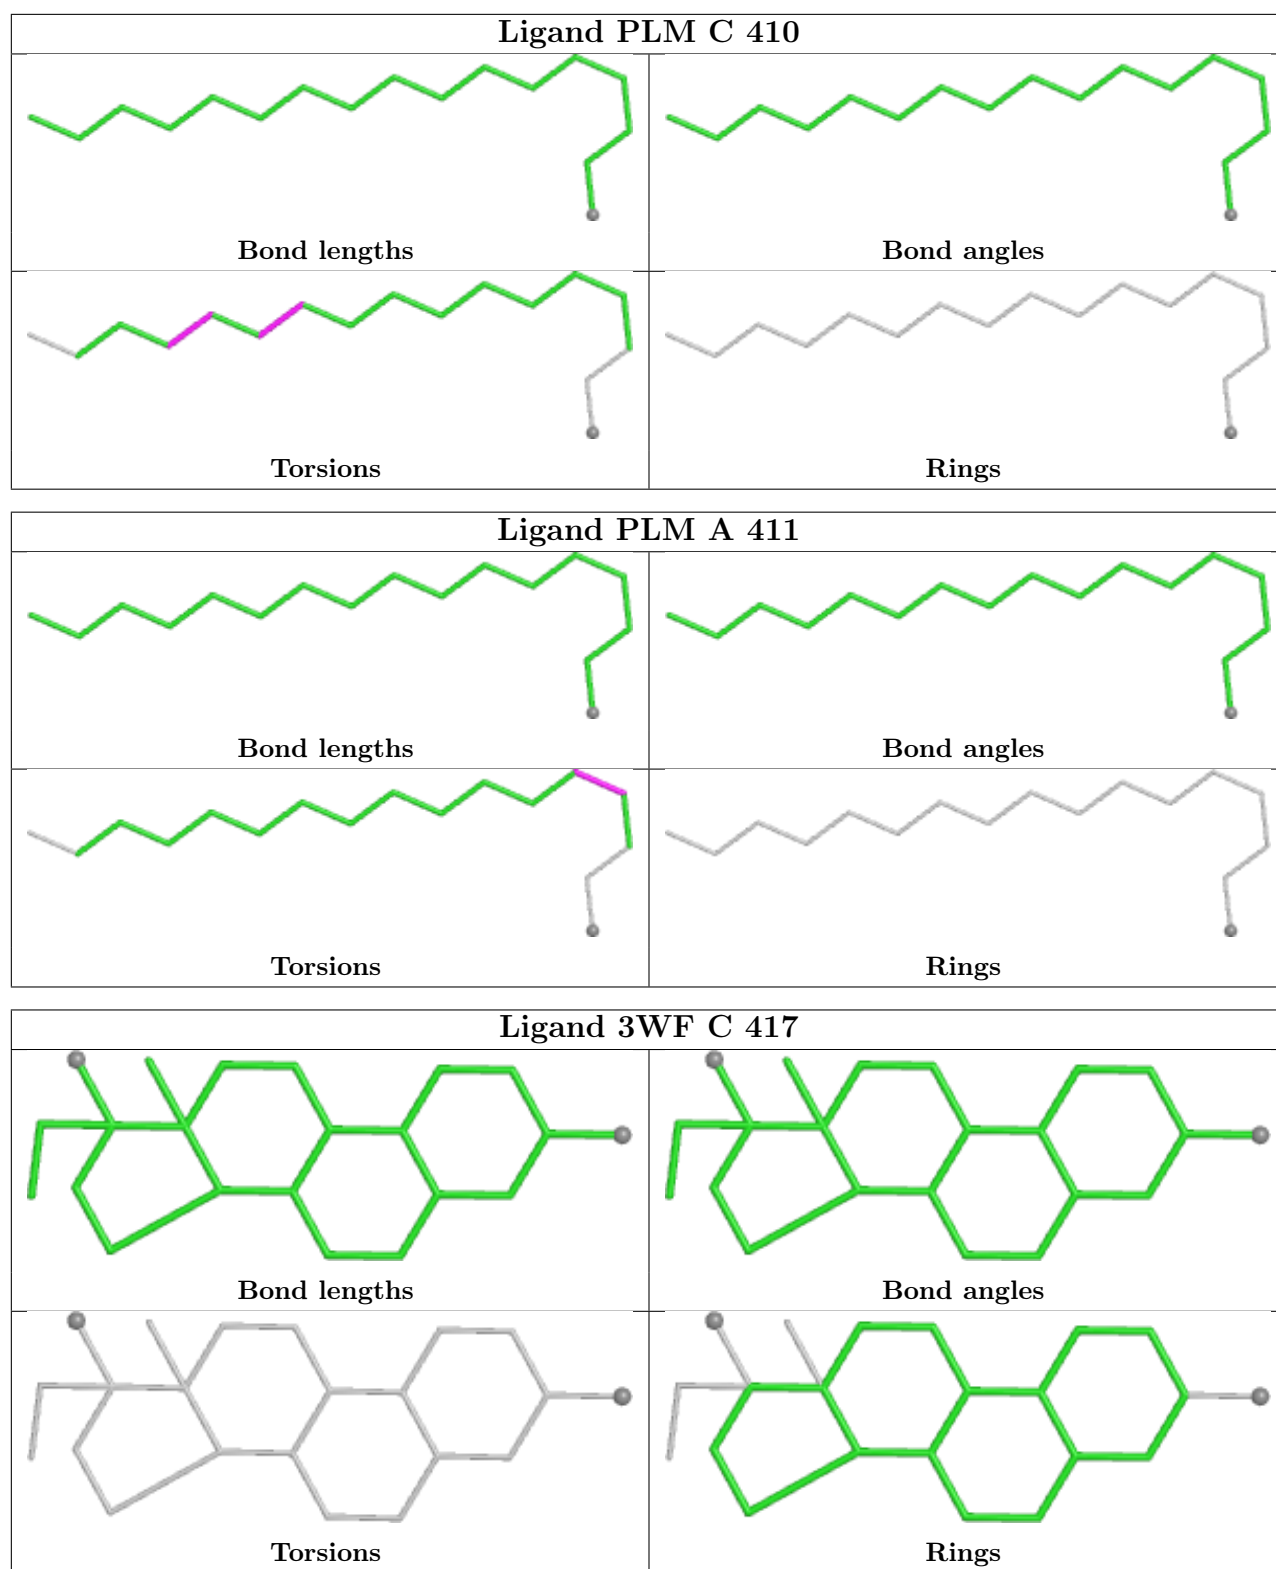 Ligand PLM C 410
Bond lengths
Bond angles
Torsions
Rings
Ligand PLM A 411
Bond lengths
Bond angles
Torsions
Rings
Ligand 3WF C 417
Bond lengths
Bond angles
Torsions
Rings